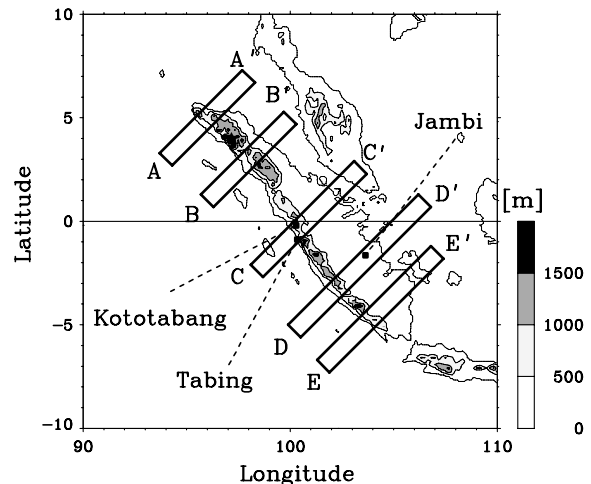 10
A'
B'
Jambi
5
C'
A
D'
[m]
B
E'
0
Latitude
C
1500
Kototabang
−5
1000
D
Tabing
E
500
−10
0
90
100
110
Longitude